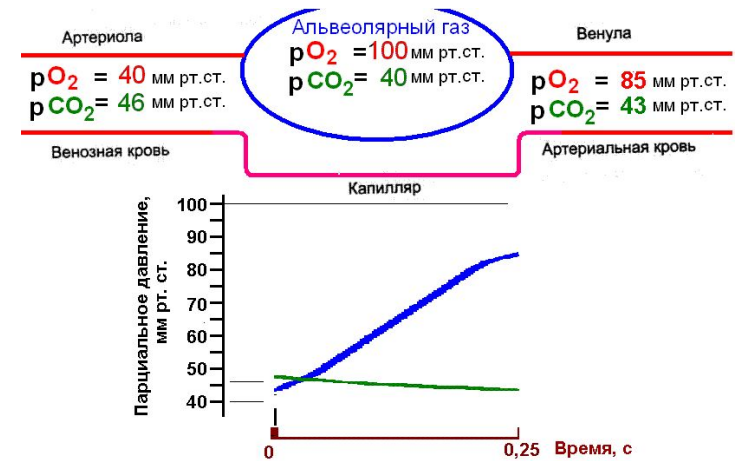 Артериола
Альвеолярный газ
Венула
pO2 = 40 мм рт.ст.
pCO2= 46 мм рт.ст.
pO2 =100 мм рт.ст.
pCO2= 40 мм рт.ст.
pO2 = 85 мм рт.ст.
pCO2= 43 мм рт.ст.
Венозная кровь
Артериальная кровь
Капилляр
Парциальное давление,
мм рт. ст.
100
90
80
70
60
50
40
0
0,25
Время, с